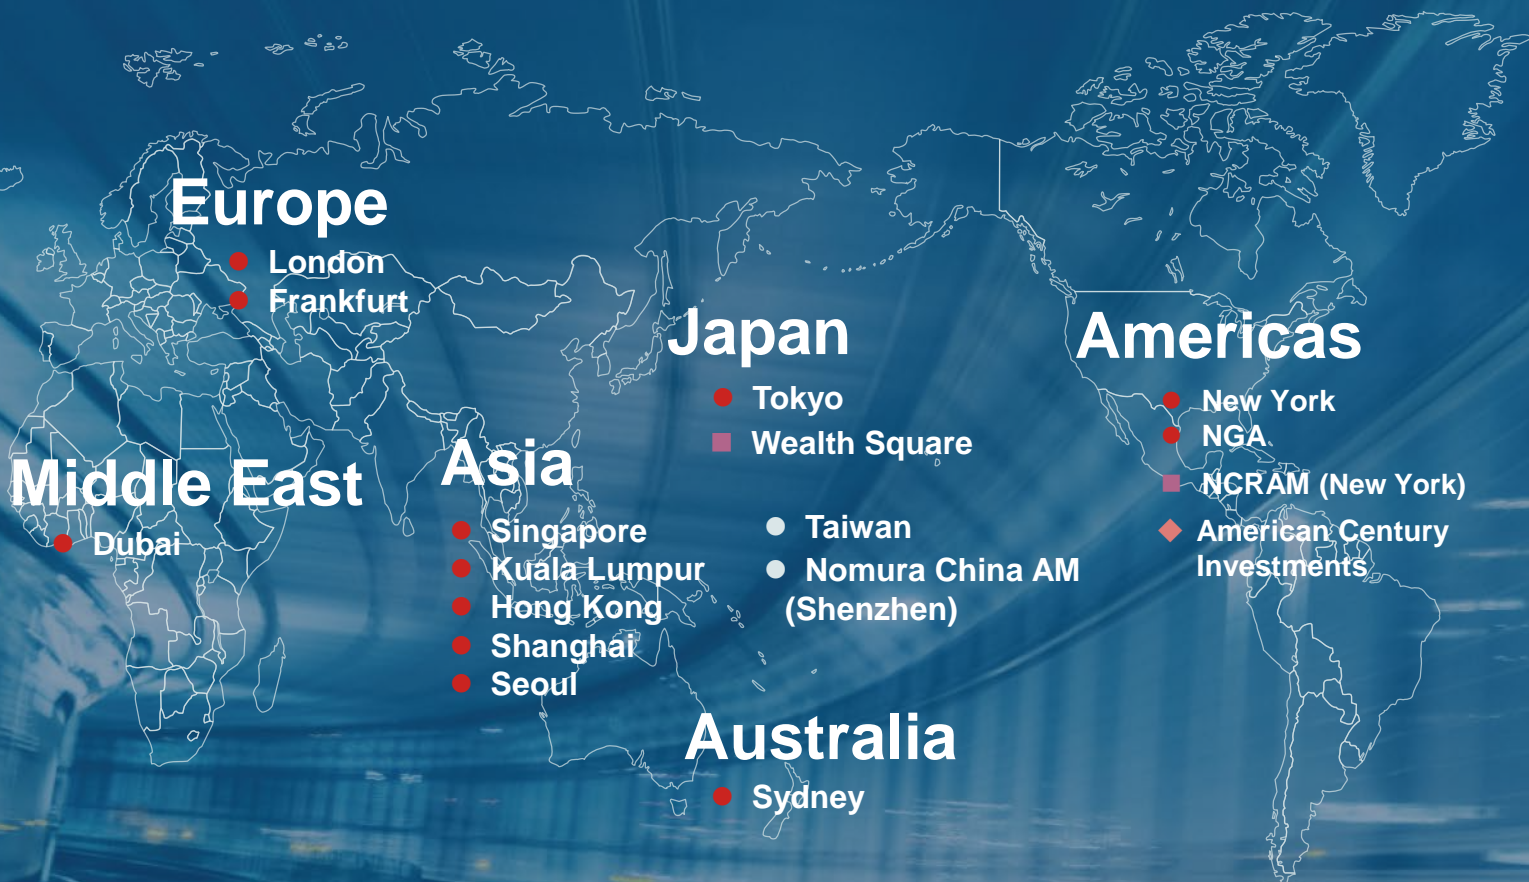 Europe
London
Frankfurt
Middle East
Dubai
Asia
Singapore
Kuala Lumpur
Hong Kong
Shanghai
Seoul
Japan
Tokyo
Wealth Square
Taiwan
Nomura China AM
(Shenzhen)
Australia
Sydney
Americas
New York
NGA
NCRAM (New York)
American Century
Investments